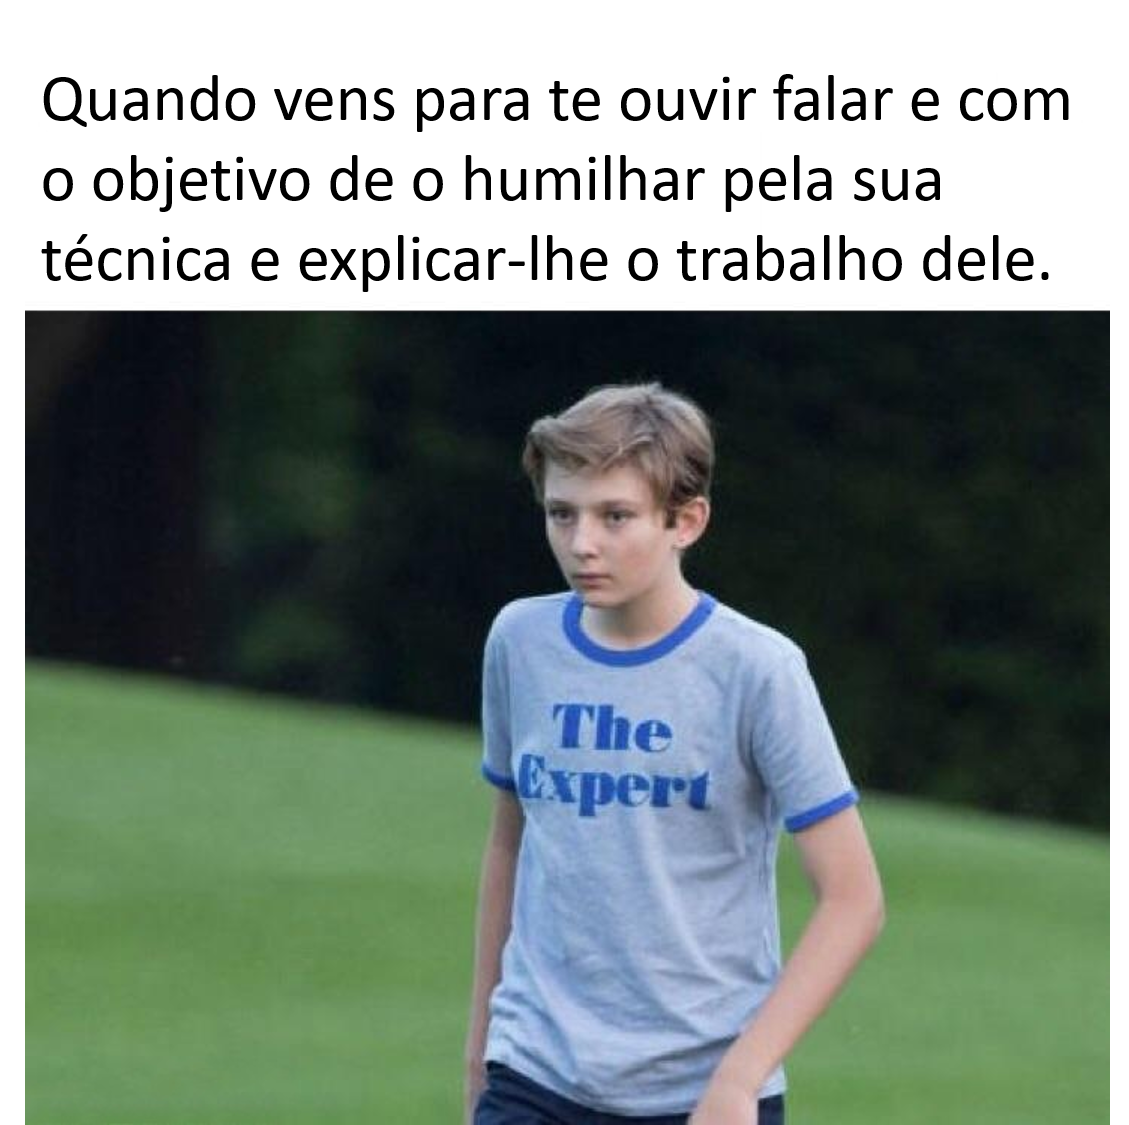 Quando vens para te ouvir falar e com
o objetivo de o humilhar pela sua
técnica e explicar-lhe o trabalho dele.
The
Expert